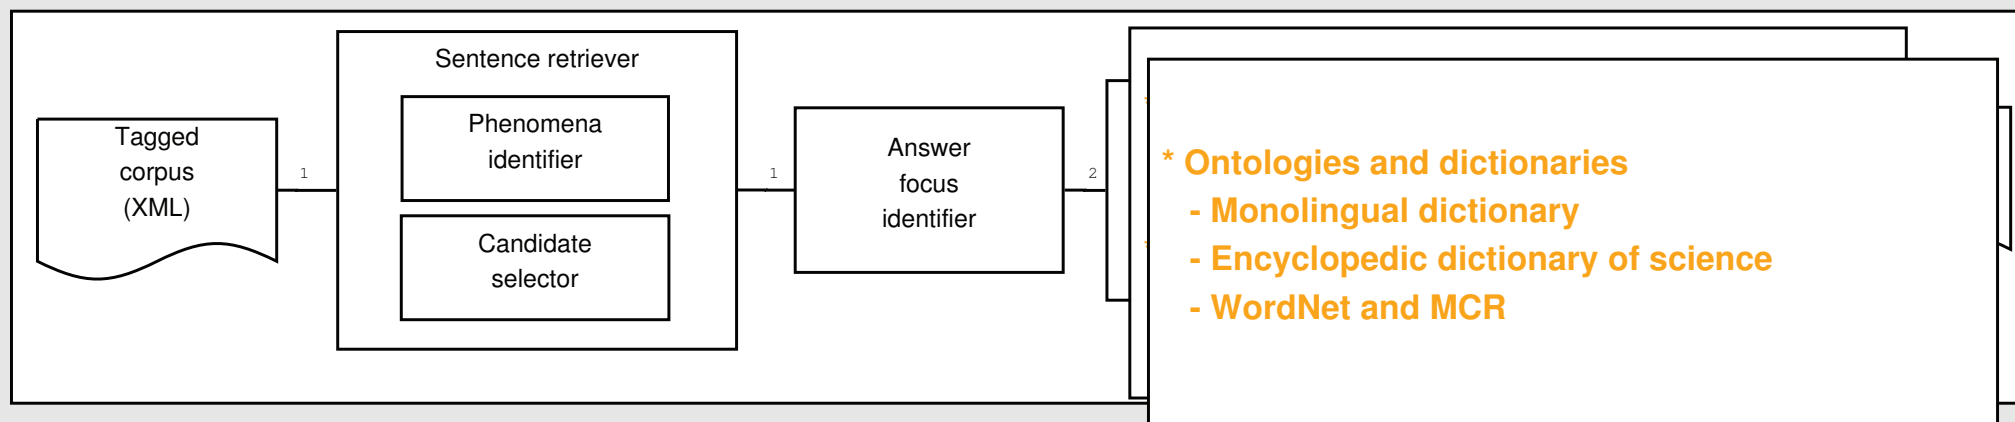 Sentence retriever
Phenomena
identifier
Candidate
selector
Tagged
corpus
(XML)
1
1
Answer
focus
identifier
2
* Ontologies and dictionaries
- Monolingual dictionary
- Encyclopedic dictionary of science
- WordNet and MCR